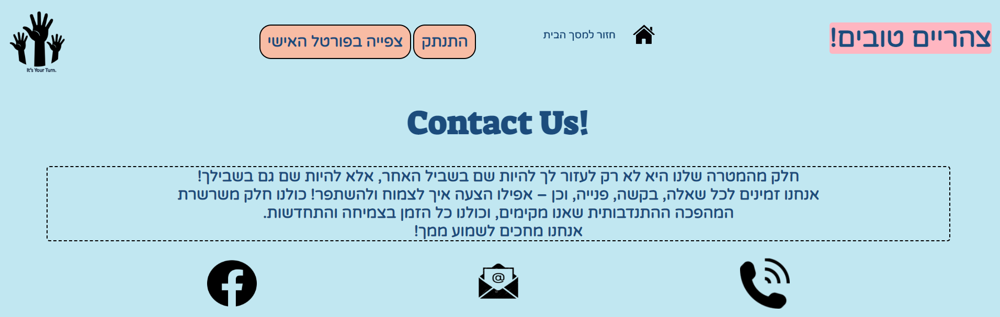 צהריים טובים!
חזור למסך הבית
התנתק
צפייה בפורטל האישי
It's Your Turn.
Contact Us!
חלק מהמטרה שלנו היא לא רק לעזור לך להיות שם בשביל האחר, אלא להיות שם גם בשבילך!
אנחנו זמינים לכל שאלה, בקשה, פנייה, וכן – אפילו הצעה איך לצמוח ולהשתפר! כולנו חלק משרשרת
המהפכה ההתנדבותית שאנו מקימים, וכולנו כל הזמן בצמיחה והתחדשות.
אנחנו מחכים לשמוע ממך!
@